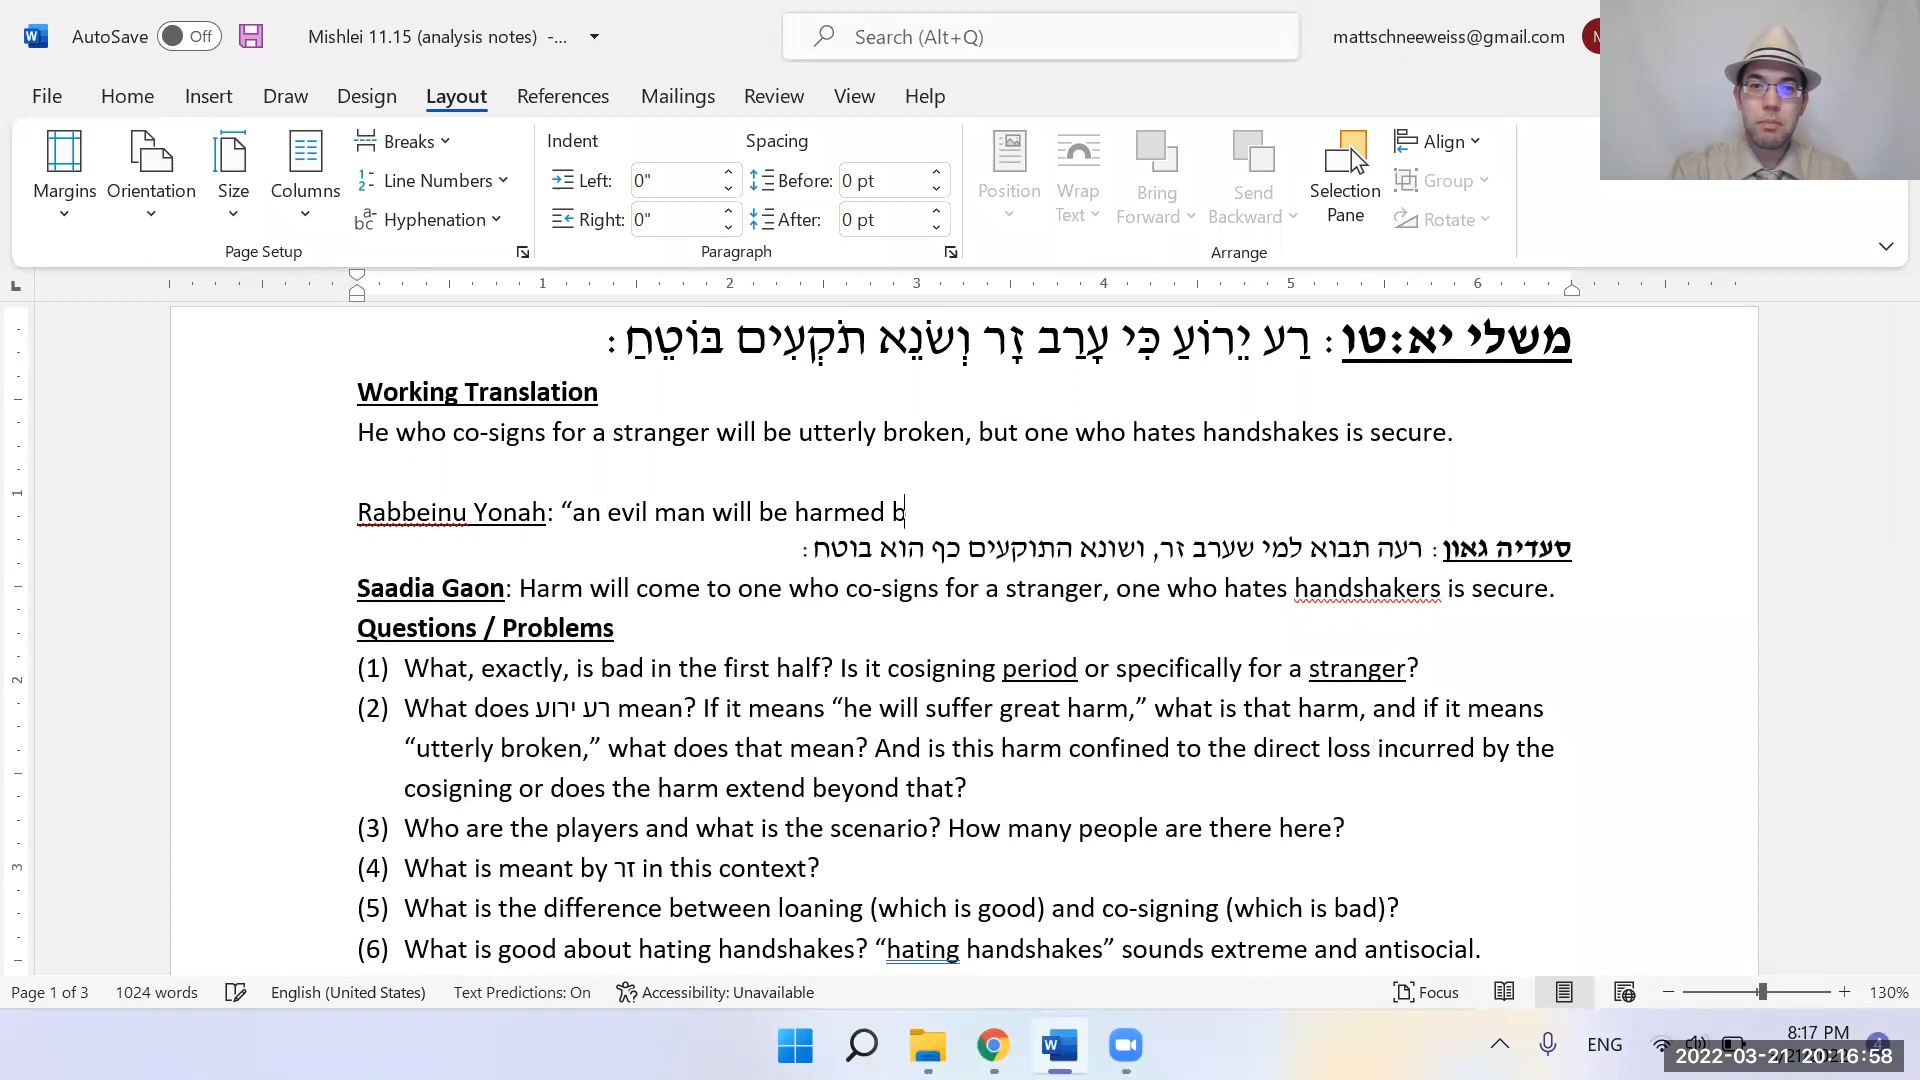 AutoSave Off Mishlei 11.15 (analysis notes) -... Search (Alt+Q) mattschneeweiss@gmail.com
File Home Insert Draw Design Layout References Mailings Review View Help
Margins Orientation Size Columns
Breaks
Line Numbers
Hyphenation
Page Setup
Indent Spacing
Left: 0" Before: 0 pt
Right: 0" After: 0 pt
Paragraph
Position Wrap Text Bring Forward Send Backward Selection Pane
Align
Group
Rotate
Arrange
1 2 3 4 5 6
משלי יא:טו: רַע יֵרוֹעַ כִּי עָרַב זָר וְשֹׂנֵא תֹקְעִים בּוֹטֵחַ:
Working Translation
He who co-signs for a stranger will be utterly broken, but one who hates handshakes is secure.
Rabbeinu Yonah: “an evil man will be harmed b
סעדיה גאון: רעה תבוא למי שערב זר, ושונא התוקעים כף הוא בוטח:
Saadia Gaon: Harm will come to one who co-signs for a stranger, one who hates handshakers is secure.
Questions / Problems
(1) What, exactly, is bad in the first half? Is it cosigning period or specifically for a stranger?
(2) What does רע ירוע mean? If it means “he will suffer great harm,” what is that harm, and if it means
“utterly broken,” what does that mean? And is this harm confined to the direct loss incurred by the
cosigning or does the harm extend beyond that?
(3) Who are the players and what is the scenario? How many people are there here?
(4) What is meant by זר in this context?
(5) What is the difference between loaning (which is good) and co-signing (which is bad)?
(6) What is good about hating handshakes? “hating handshakes” sounds extreme and antisocial.
1
2
3
Page 1 of 3 1024 words English (United States) Text Predictions: On Accessibility: Unavailable Focus 130%
ENG 8:17 PM
2022-03-21 20:16:58